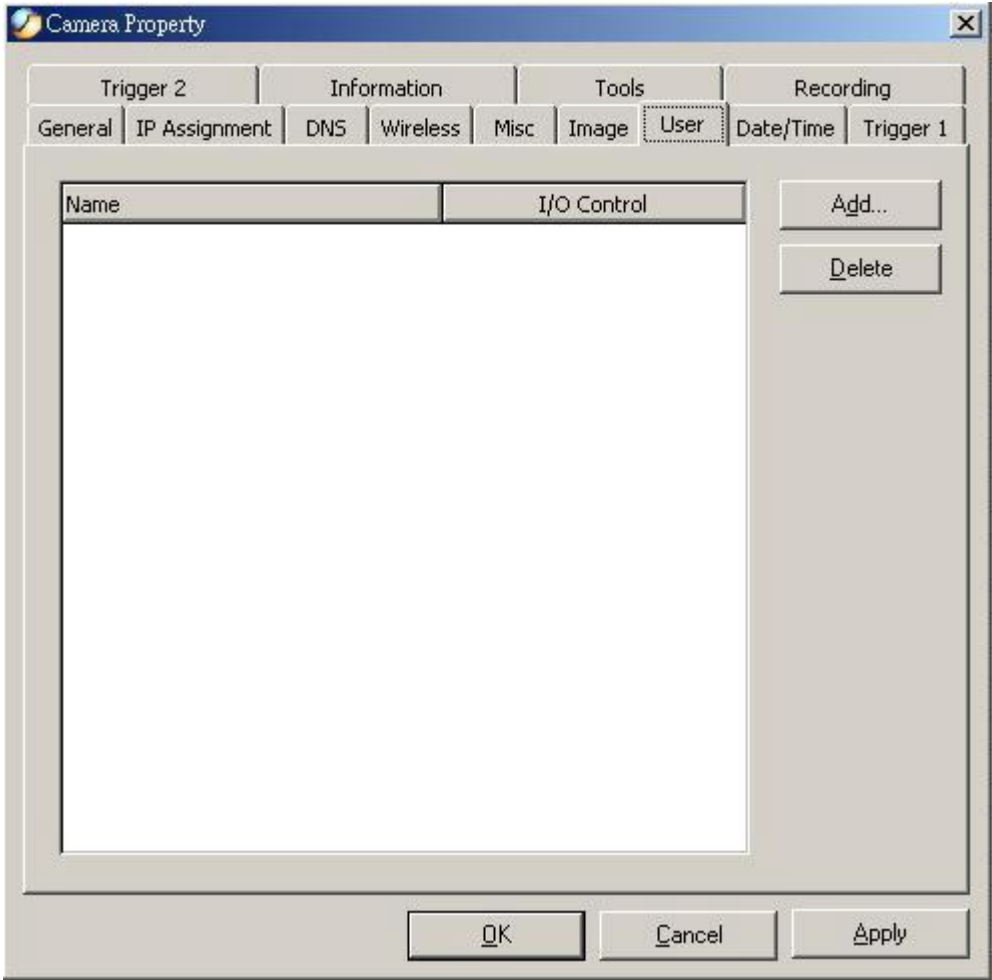 Camera Property
Trigger 2 Information Tools Recording
General IP Assignment DNS Wireless Misc Image User Date/Time Trigger 1
Name I/O Control Add...
Delete
OK Cancel Apply